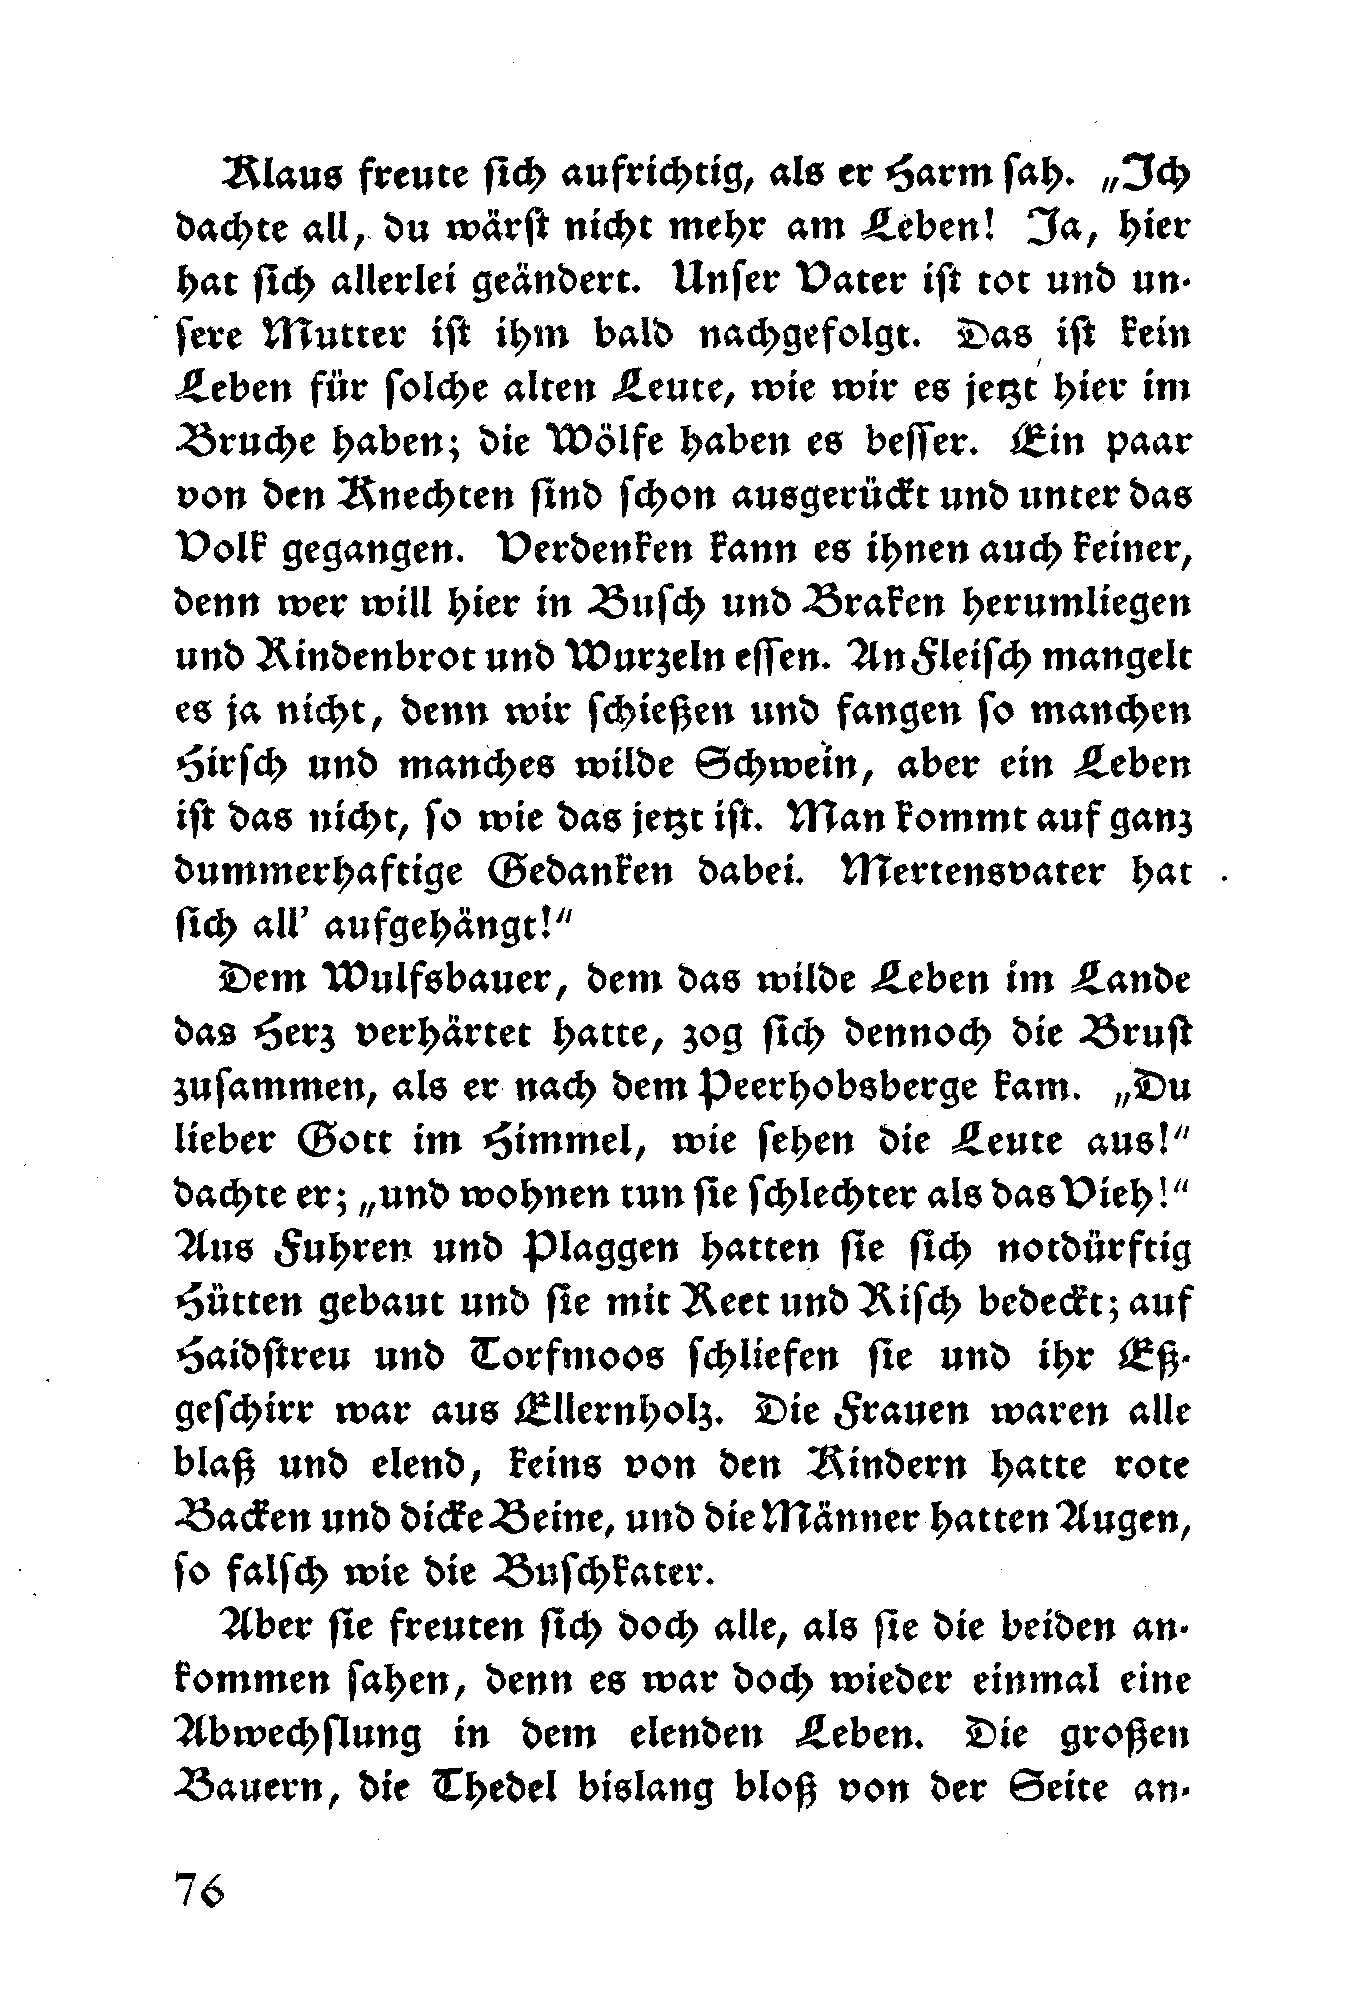 Klaus freute sich aufrichtig, als er Harm sah. „Ich
dachte all, du wärst nicht mehr am Leben! Ja, hier
hat sich allerlei geändert. Unser Vater ist tot und un-
sere Mutter ist ihm bald nachgefolgt. Das ist kein
Leben für solche alten Leute, wie wir es jetzt hier im
Bruche haben; die Wölfe haben es besser. Ein paar
von den Knechten sind schon ausgerückt und unter das
Volk gegangen. Verdenken kann es ihnen auch keiner,
denn wer will hier in Busch und Braken herumliegen
und Rindenbrot und Wurzeln essen. An Fleisch mangelt
es ja nicht, denn wir schießen und fangen so manchen
Hirsch und manches wilde Schwein, aber ein Leben
ist das nicht, so wie das jetzt ist. Man kommt auf ganz
dummerhaftige Gedanken dabei. Mertensvater hat
sich all' aufgehängt!“
Dem Wulfsbauer, dem das wilde Leben im Lande
das Herz verhärtet hatte, zog sich dennoch die Brust
zusammen, als er nach dem Peerhobsberge kam. „Du
lieber Gott im Himmel, wie sehen die Leute aus!“
dachte er; „und wohnen tun sie schlechter als das Vieh!“
Aus Fuhren und Plaggen hatten sie sich notdürftig
Hütten gebaut und sie mit Reet und Risch bedeckt; auf
Haidstreu und Torfmoos schliefen sie und ihr Eß-
geschirr war aus Ellernholz. Die Frauen waren alle
blaß und elend, keins von den Kindern hatte rote
Backen und dicke Beine, und die Männer hatten Augen,
so falsch wie die Buschkater.
Aber sie freuten sich doch alle, als sie die beiden an-
kommen sahen, denn es war doch wieder einmal eine
Abwechslung in dem elenden Leben. Die großen
Bauern, die Thedel bislang bloß von der Seite an-
76